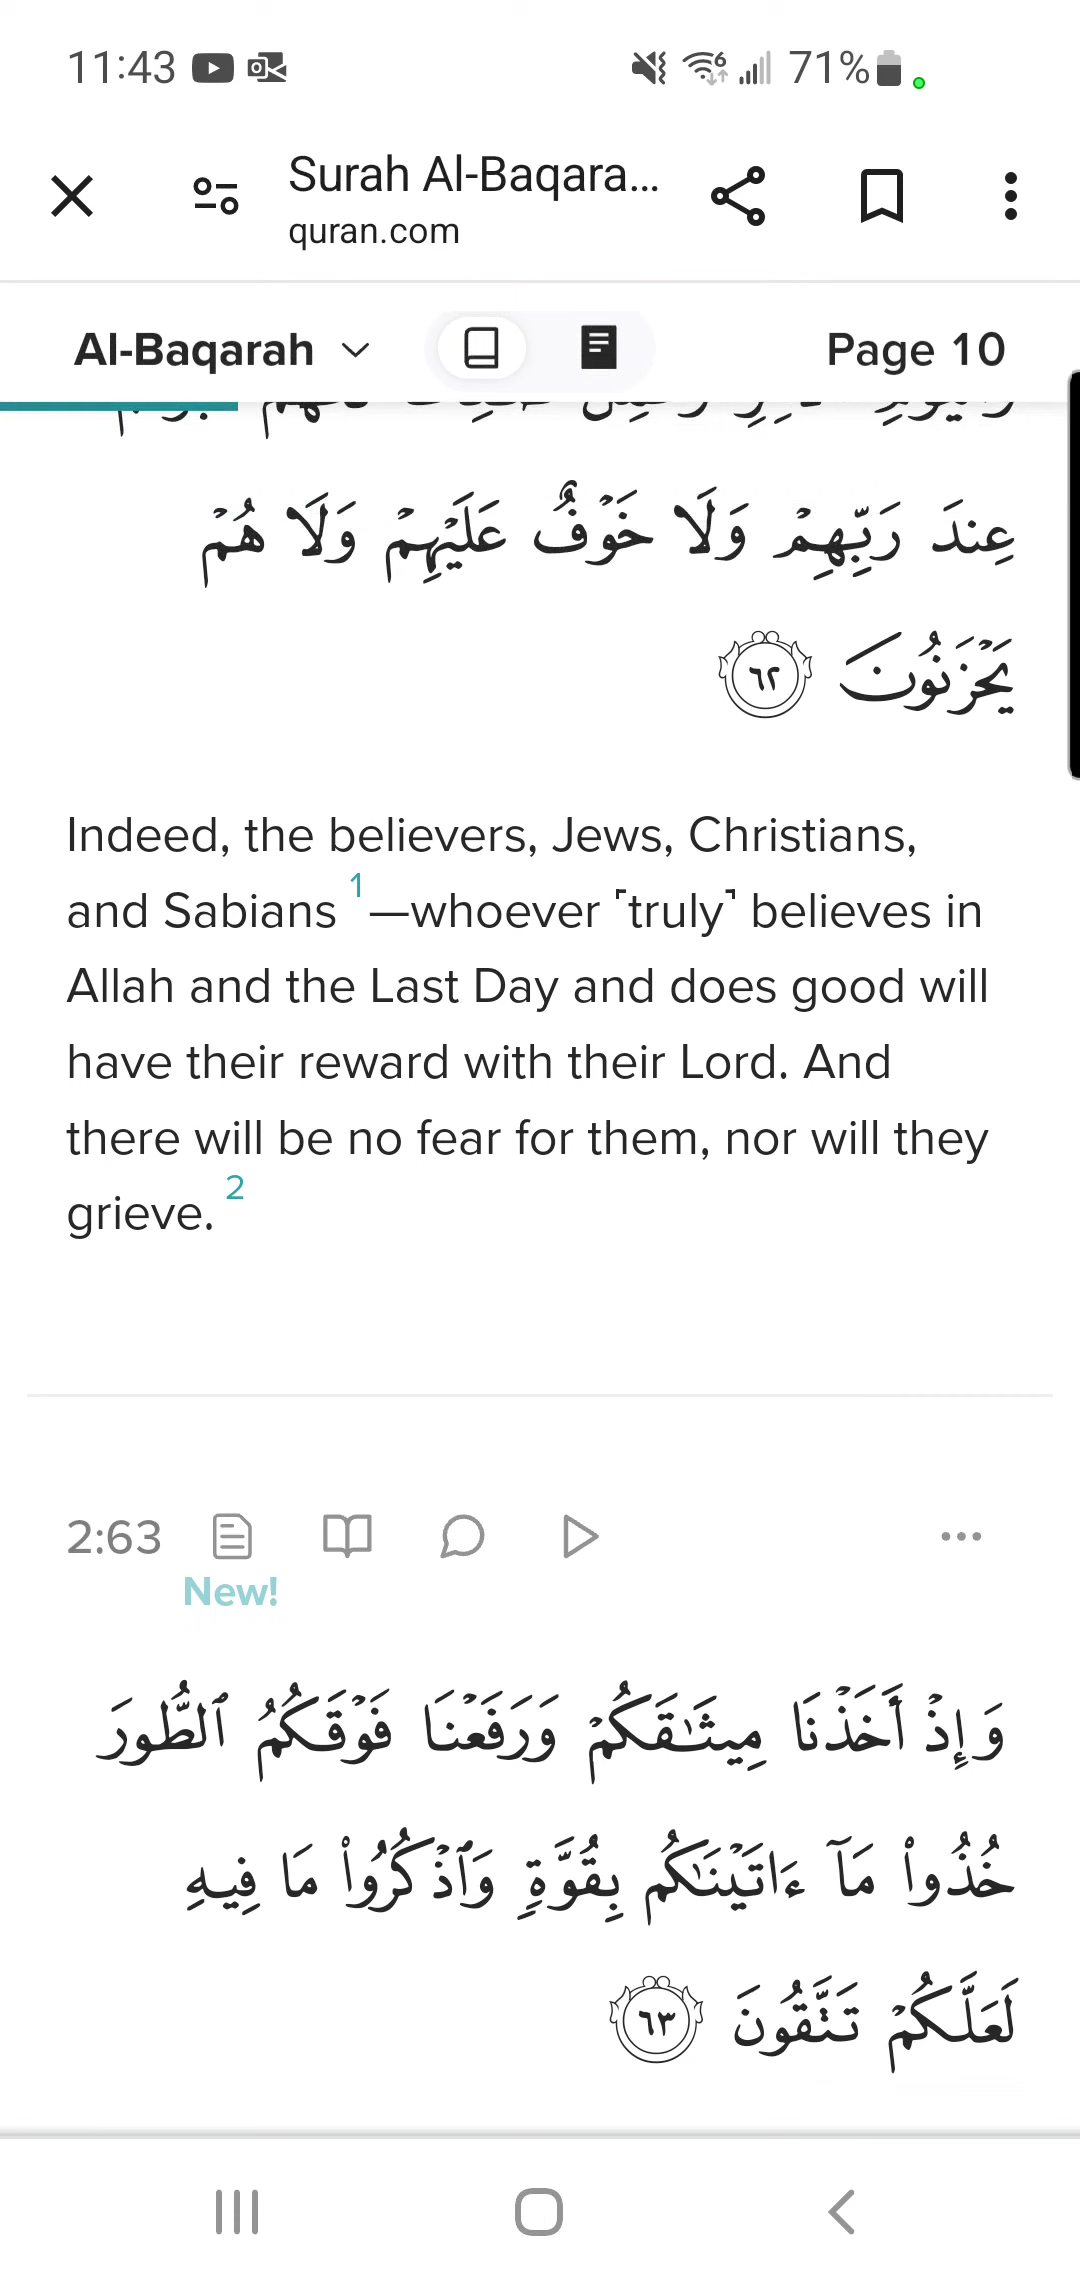 11:43 71%
Surah Al-Baqara...
quran.com
Al-Baqarah Page 10
عِندَ رَبِّهِمْ وَلَا خَوْفٌ عَلَيْهِمْ وَلَا هُمْ
يَحْزَنُونَ ٦٢
Indeed, the believers, Jews, Christians,
and Sabians 1—whoever ˹truly˺ believes in
Allah and the Last Day and does good will
have their reward with their Lord. And
there will be no fear for them, nor will they
grieve. 2
2:63
New!
وَإِذْ أَخَذْنَا مِيثَـٰقَكُمْ وَرَفَعْنَا فَوْقَكُمُ ٱلطُّورَ
خُذُوا۟ مَآ ءَاتَيْنَـٰكُم بِقُوَّةٍ وَٱذْكُرُوا۟ مَا فِيهِ
لَعَلَّكُمْ تَتَّقُونَ ٦٣